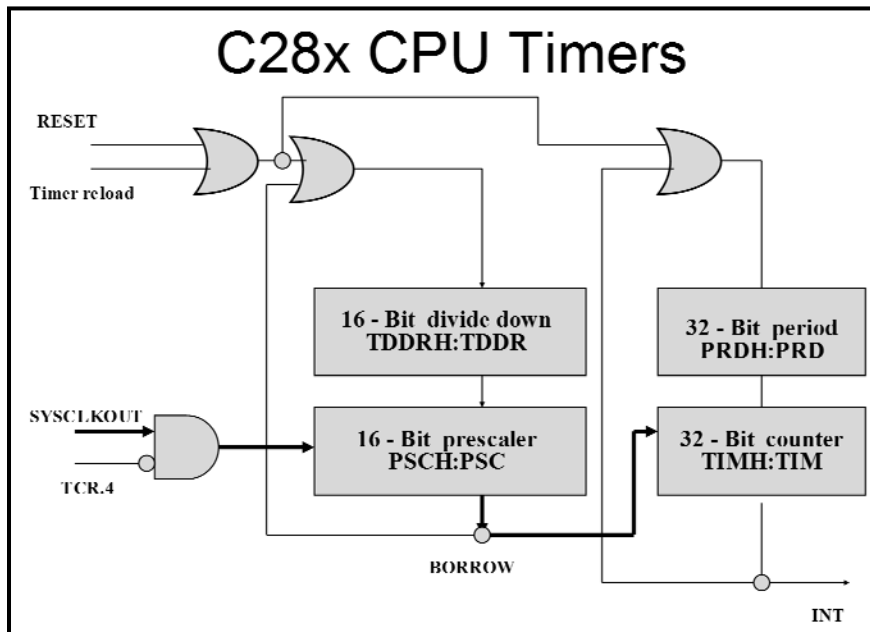 C28x CPU Timers
RESET
Timer reload
16 - Bit divide down
TDDRH:TDDR
32 - Bit period
PRDH:PRD
SYSCLKOUT
TCR.4
16 - Bit prescaler
PSCH:PSC
32 - Bit counter
TIMH:TIM
BORROW
INT